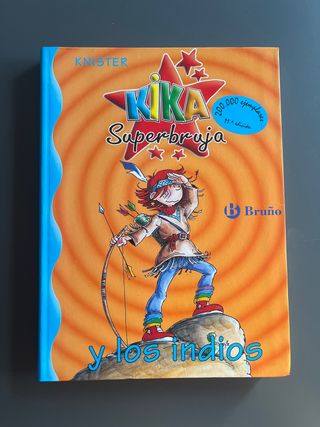 KNISTER
KIKA
Superbruja
200.000 ejemplares
B Bruño
y los indios